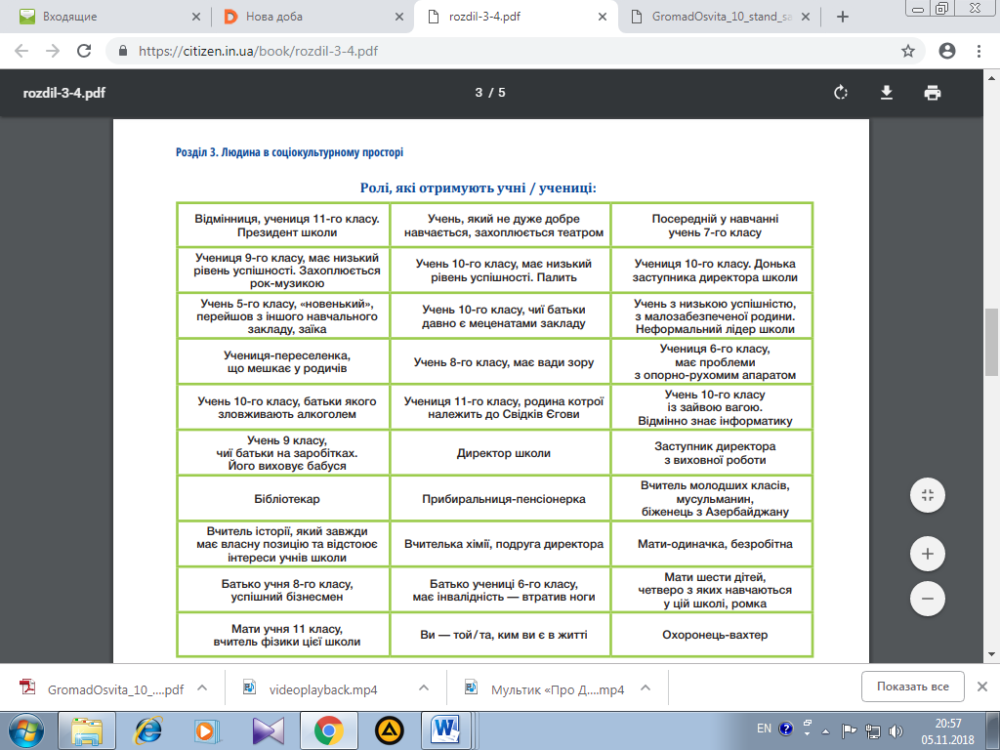 Входящие
Нова доба
rozdil-3-4.pdf
GromadOsvita_10_stand_sa
https://citizen.in.ua/book/rozdil-3-4.pdf
rozdil-3-4.pdf
3 / 5
Розділ 3. Людина в соціокультурному просторі
Ролі, які отримують учні / учениці:
Відмінниця, учениця 11-го класу.
Президент школи
Учень, який не дуже добре
навчається, захоплюється театром
Посередній у навчанні
учень 7-го класу
Учениця 9-го класу, має низький
рівень успішності. Захоплюється
рок-музикою
Учень 10-го класу, має низький
рівень успішності. Палить
Учениця 10-го класу. Донька
заступника директора школи
Учень 5-го класу, «новенький»,
перейшов з іншого навчального
закладу, заїка
Учень 10-го класу, чиї батьки
давно є меценатами закладу
Учень з низькою успішністю,
з малозабезпеченої родини.
Неформальний лідер школи
Учениця-переселенка,
що мешкає у родичів
Учень 8-го класу, має вади зору
Учениця 6-го класу,
має проблеми
з опорно-рухомим апаратом
Учень 10-го класу, батьки якого
зловживають алкоголем
Учениця 11-го класу, родина котрої
належить до Свідків Єгови
Учень 10-го класу
із зайвою вагою.
Відмінно знає інформатику
Учень 9 класу,
чиї батьки на заробітках.
Його виховує бабуся
Директор школи
Заступник директора
з виховної роботи
Бібліотекар
Прибиральниця-пенсіонерка
Вчитель молодших класів,
мусульманин,
біженець з Азербайджану
Вчитель історії, який завжди
має власну позицію та відстоює
інтереси учнів школи
Вчителька хімії, подруга директора
Мати-одиначка, безробітна
Батько учня 8-го класу,
успішний бізнесмен
Батько учениці 6-го класу,
має інвалідність — втратив ноги
Мати шести дітей,
четверо з яких навчаються
у цій школі, ромка
Мати учня 11 класу,
вчитель фізики цієї школи
Ви — той/та, ким ви є в житті
Охоронець-вахтер
GromadOsvita_10_....pdf
videoplayback.mp4
Мультик «Про Д....mp4
Показать все
EN
20:57
05.11.2018